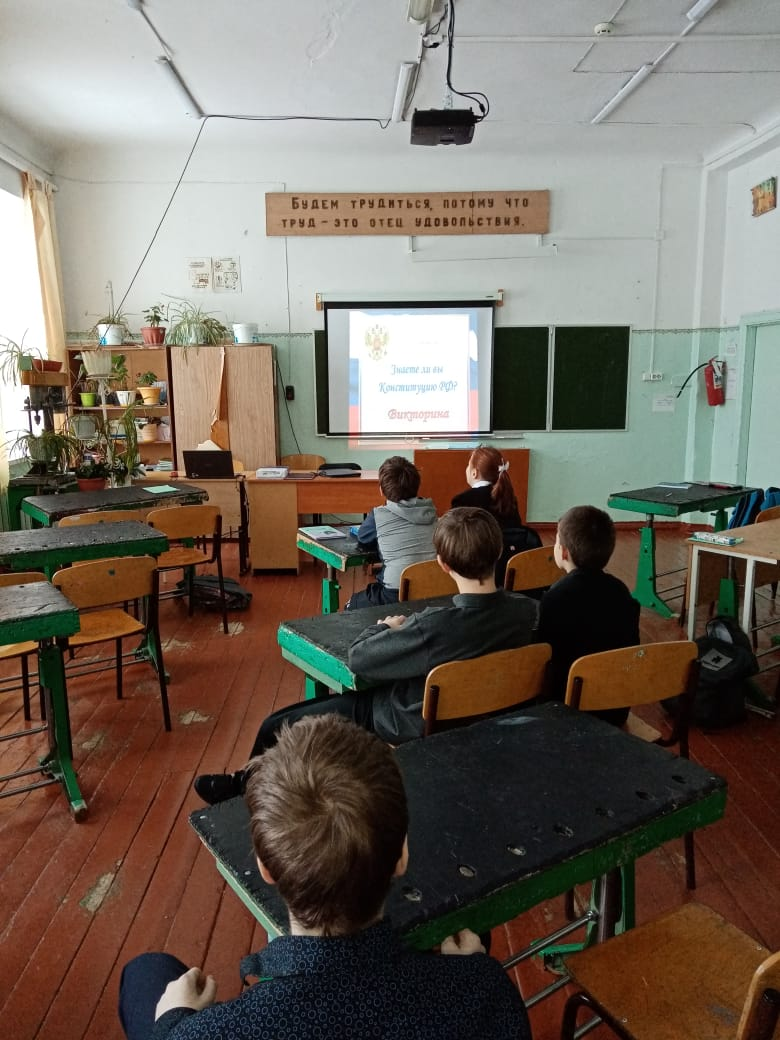 Будем трудиться, потому что
труд – это отец удовольствия.
Знаете ли вы
Конституцию РФ?
Викторина